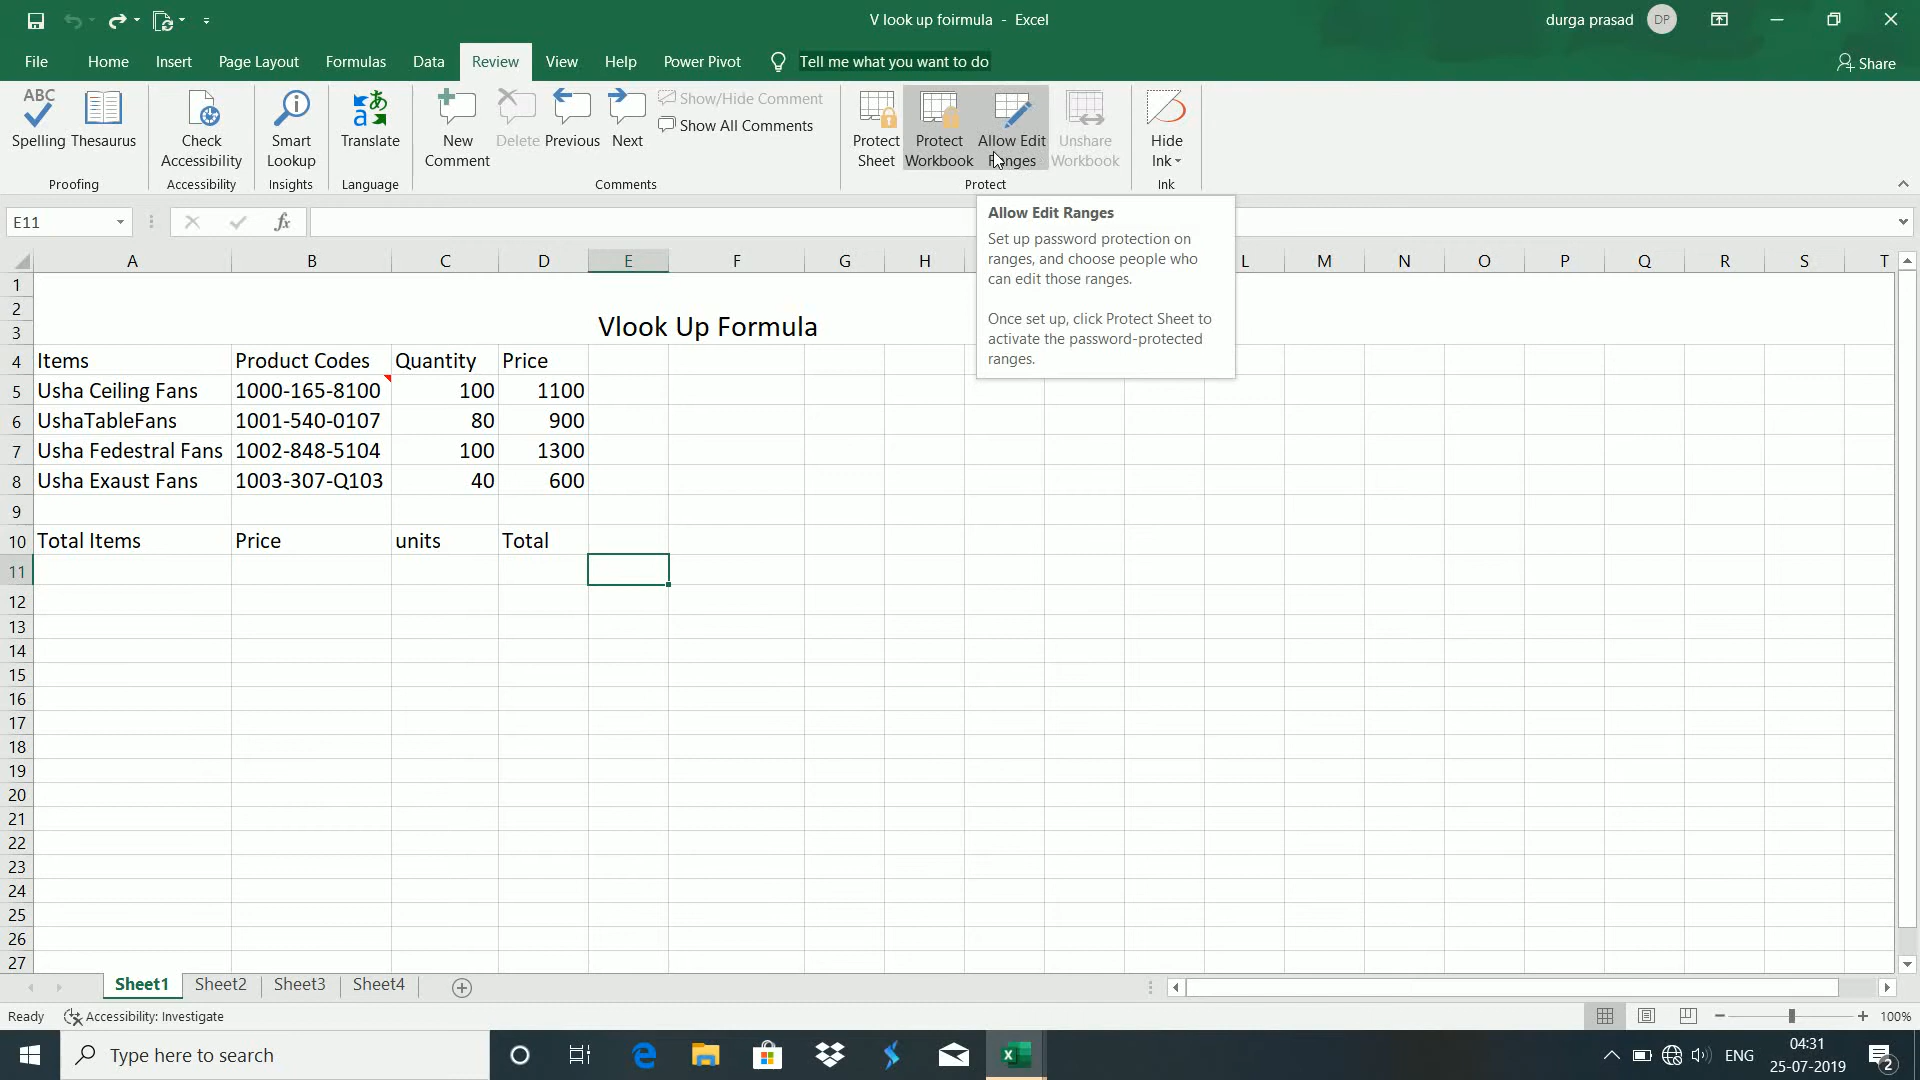 V look up foirmula - Excel
durga prasad DP
File Home Insert Page Layout Formulas Data Review View Help Power Pivot Tell me what you want to do Share
ABC
Spelling Thesaurus
Proofing
Check
Accessibility
Accessibility
Smart
Lookup
Insights
Translate
Language
New
Comment
Delete Previous Next
Show/Hide Comment
Show All Comments
Comments
Protect
Sheet
Protect
Workbook
Allow Edit
Ranges
Unshare
Workbook
Protect
Hide
Ink
Ink
E11 fx
Allow Edit Ranges
Set up password protection on
ranges, and choose people who
can edit those ranges.
Once set up, click Protect Sheet to
activate the password-protected
ranges.
A B C D E F G H L M N O P Q R S T
1
2
3 Vlook Up Formula
4 Items Product Codes Quantity Price
5 Usha Ceiling Fans 1000-165-8100 100 1100
6 UshaTableFans 1001-540-0107 80 900
7 Usha Fedestral Fans 1002-848-5104 100 1300
8 Usha Exaust Fans 1003-307-Q103 40 600
9
10 Total Items Price units Total
11
12
13
14
15
16
17
18
19
20
21
22
23
24
25
26
27
Sheet1 Sheet2 Sheet3 Sheet4
Ready Accessibility: Investigate 100%
Type here to search
ENG
04:31
25-07-2019
2